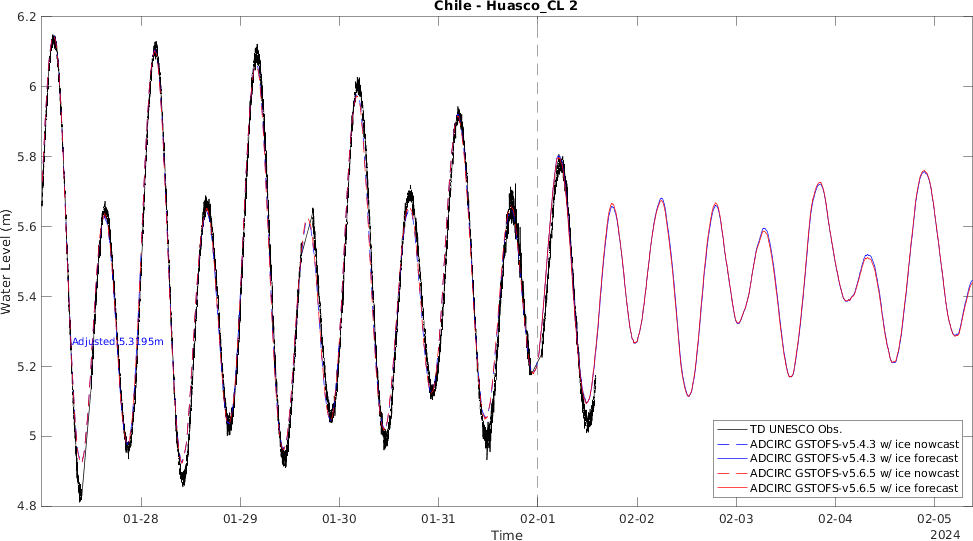 Chile - Huasco_CL 2
Water Level (m)
6.2
6
5.8
5.6
5.4
5.2
5
4.8
Adjusted:5.3195m
TD UNESCO Obs.
ADCIRC GSTOFS-v5.4.3 w/ ice nowcast
ADCIRC GSTOFS-v5.4.3 w/ ice forecast
ADCIRC GSTOFS-v5.6.5 w/ ice nowcast
ADCIRC GSTOFS-v5.6.5 w/ ice forecast
01-28 01-29 01-30 01-31 02-01 02-02 02-03 02-04 02-05
Time 2024